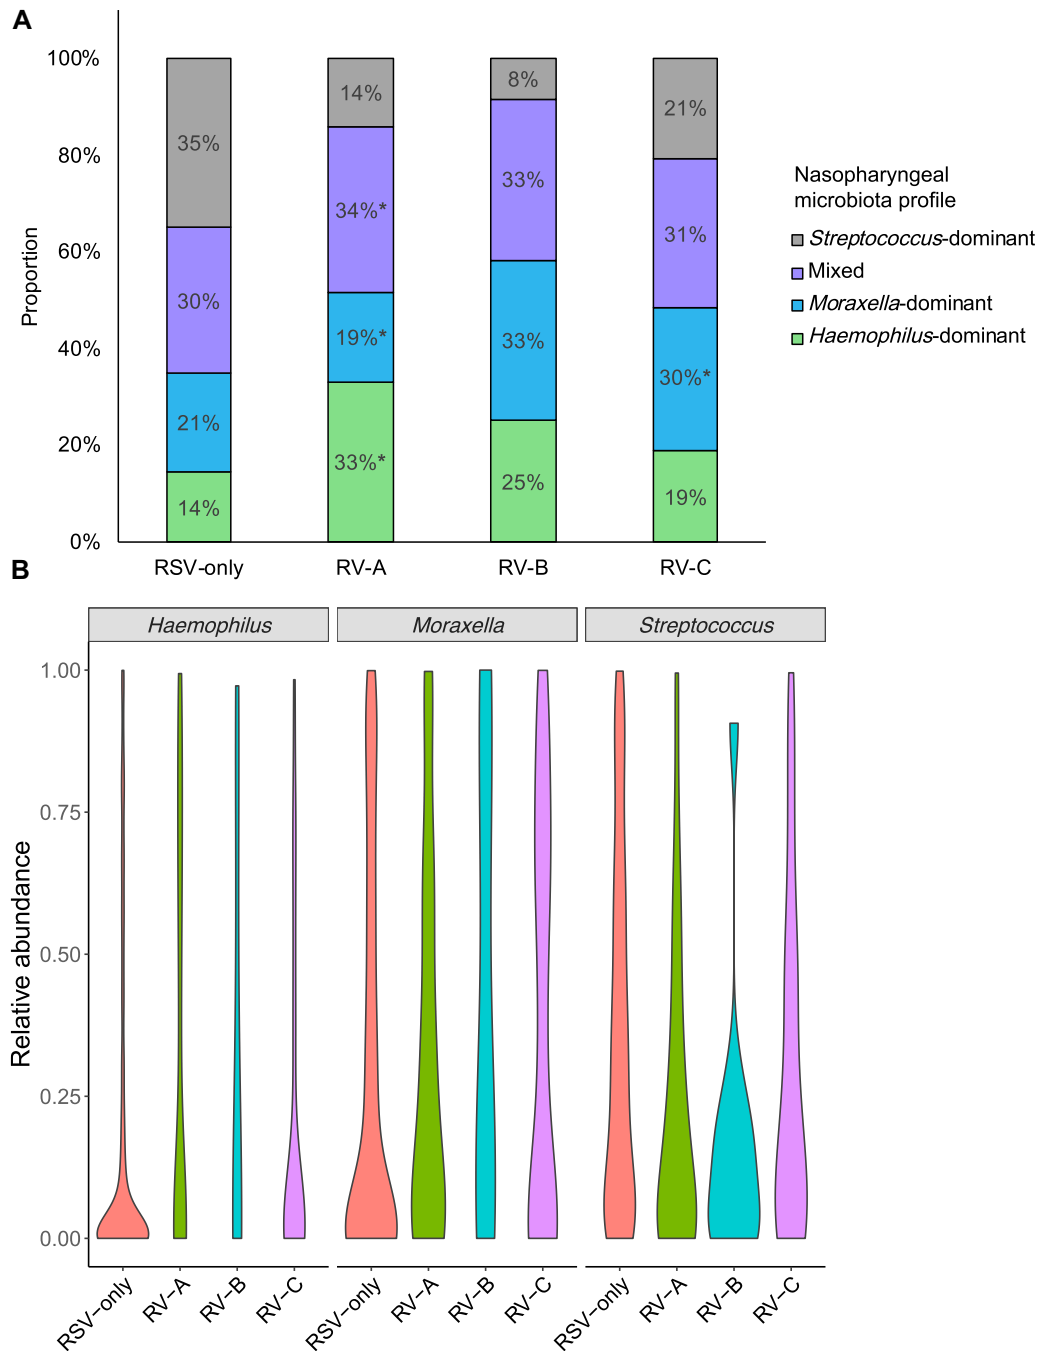 A
100%
80%
60%
40%
20%
0%
Proportion
35%
30%
21%
14%
14%
34%*
19%*
33%*
8%
33%
33%
25%
21%
31%
30%*
19%
RSV-only
RV-A
RV-B
RV-C
Nasopharyngeal
microbiota profile
Streptococcus-dominant
Mixed
Moraxella-dominant
Haemophilus-dominant
B
Haemophilus
Moraxella
Streptococcus
1.00
0.75
0.50
0.25
0.00
Relative abundance
RSV−only
RV−A
RV−B
RV−C
RSV−only
RV−A
RV−B
RV−C
RSV−only
RV−A
RV−B
RV−C